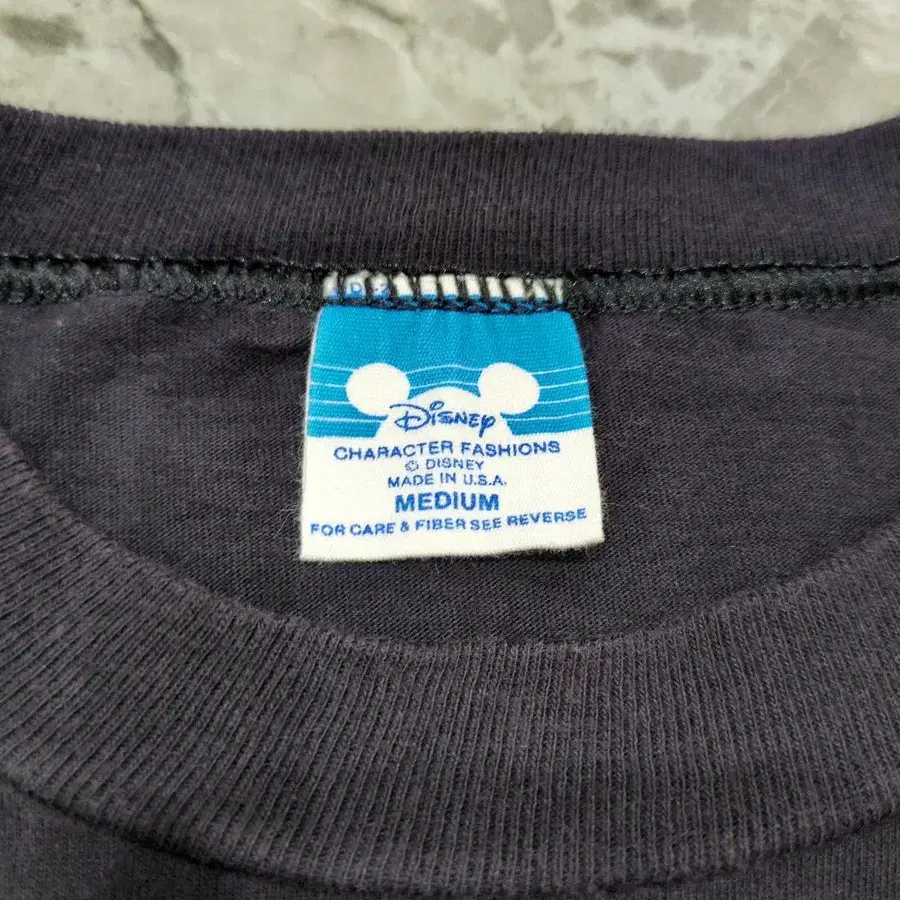 Disney
CHARACTER FASHIONS
© DISNEY
MADE IN U.S.A.
MEDIUM
FOR CARE & FIBER SEE REVERSE